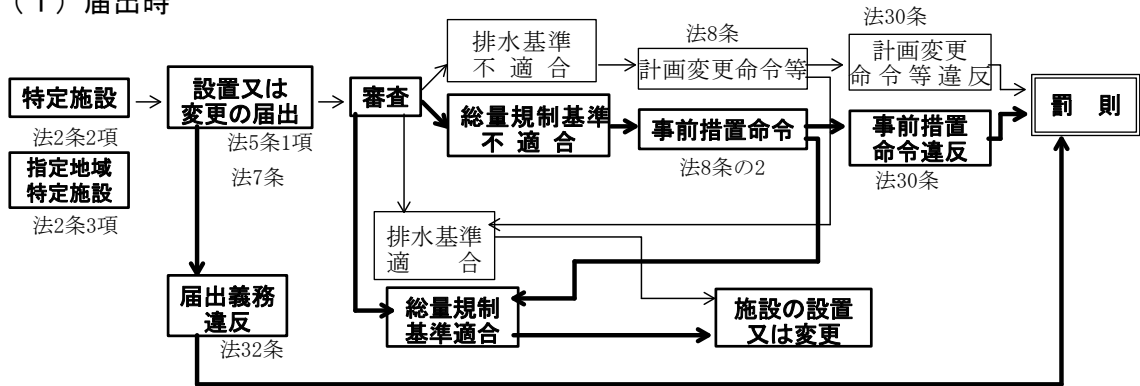 （１）届出時
特定施設
法2条2項
指定地域
特定施設
法2条3項
設置又は
変更の届出
法5条1項
法7条
届出義務
違反
法32条
審査
排水基準
不適合
総量規制基準
不適合
法8条
計画変更命令等
事前措置命令
法8条の2
法30条
計画変更
命令等違反
事前措置
命令違反
法30条
罰則
排水基準
適合
総量規制
基準適合
施設の設置
又は変更